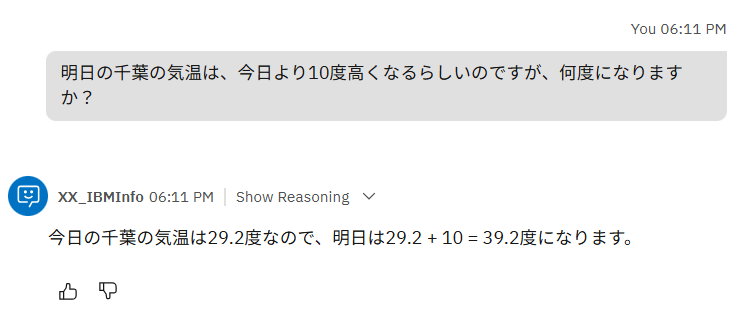 You 06:11 PM
明日の千葉の気温は、今日より10度高くなるらしいのですが、何度になります
か？
XX_IBMInfo 06:11 PM | Show Reasoning
今日の千葉の気温は29.2度なので、明日は29.2 + 10 = 39.2度になります。